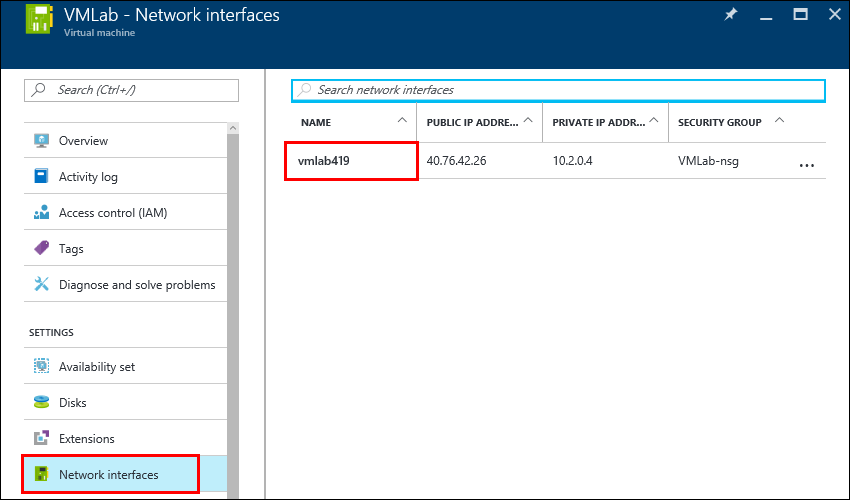 VMLab - Network interfaces
Virtual machine
Search (Ctrl+/)
Overview
Activity log
Access control (IAM)
Tags
Diagnose and solve problems
SETTINGS
Availability set
Disks
Extensions
Network interfaces
Search network interfaces
NAME PUBLIC IP ADDRE... PRIVATE IP ADDR... SECURITY GROUP
vmlab419 40.76.42.26 10.2.0.4 VMLab-nsg ...